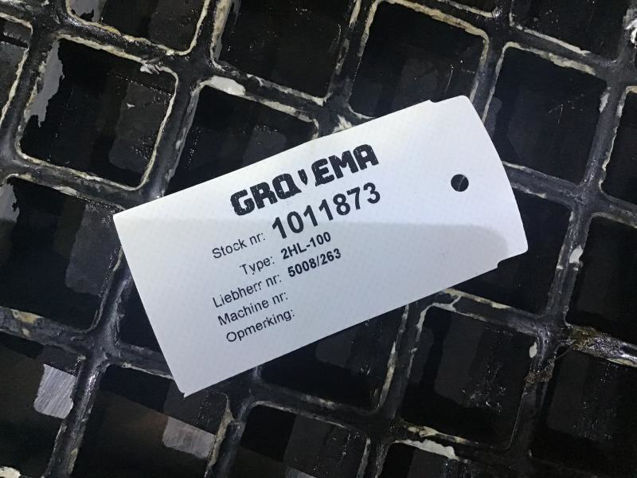 GROVEMA
Stock nr: 1011873
Type: 2HL-100
Liebherr nr: 5008/263
Machine nr:
Opmerking: